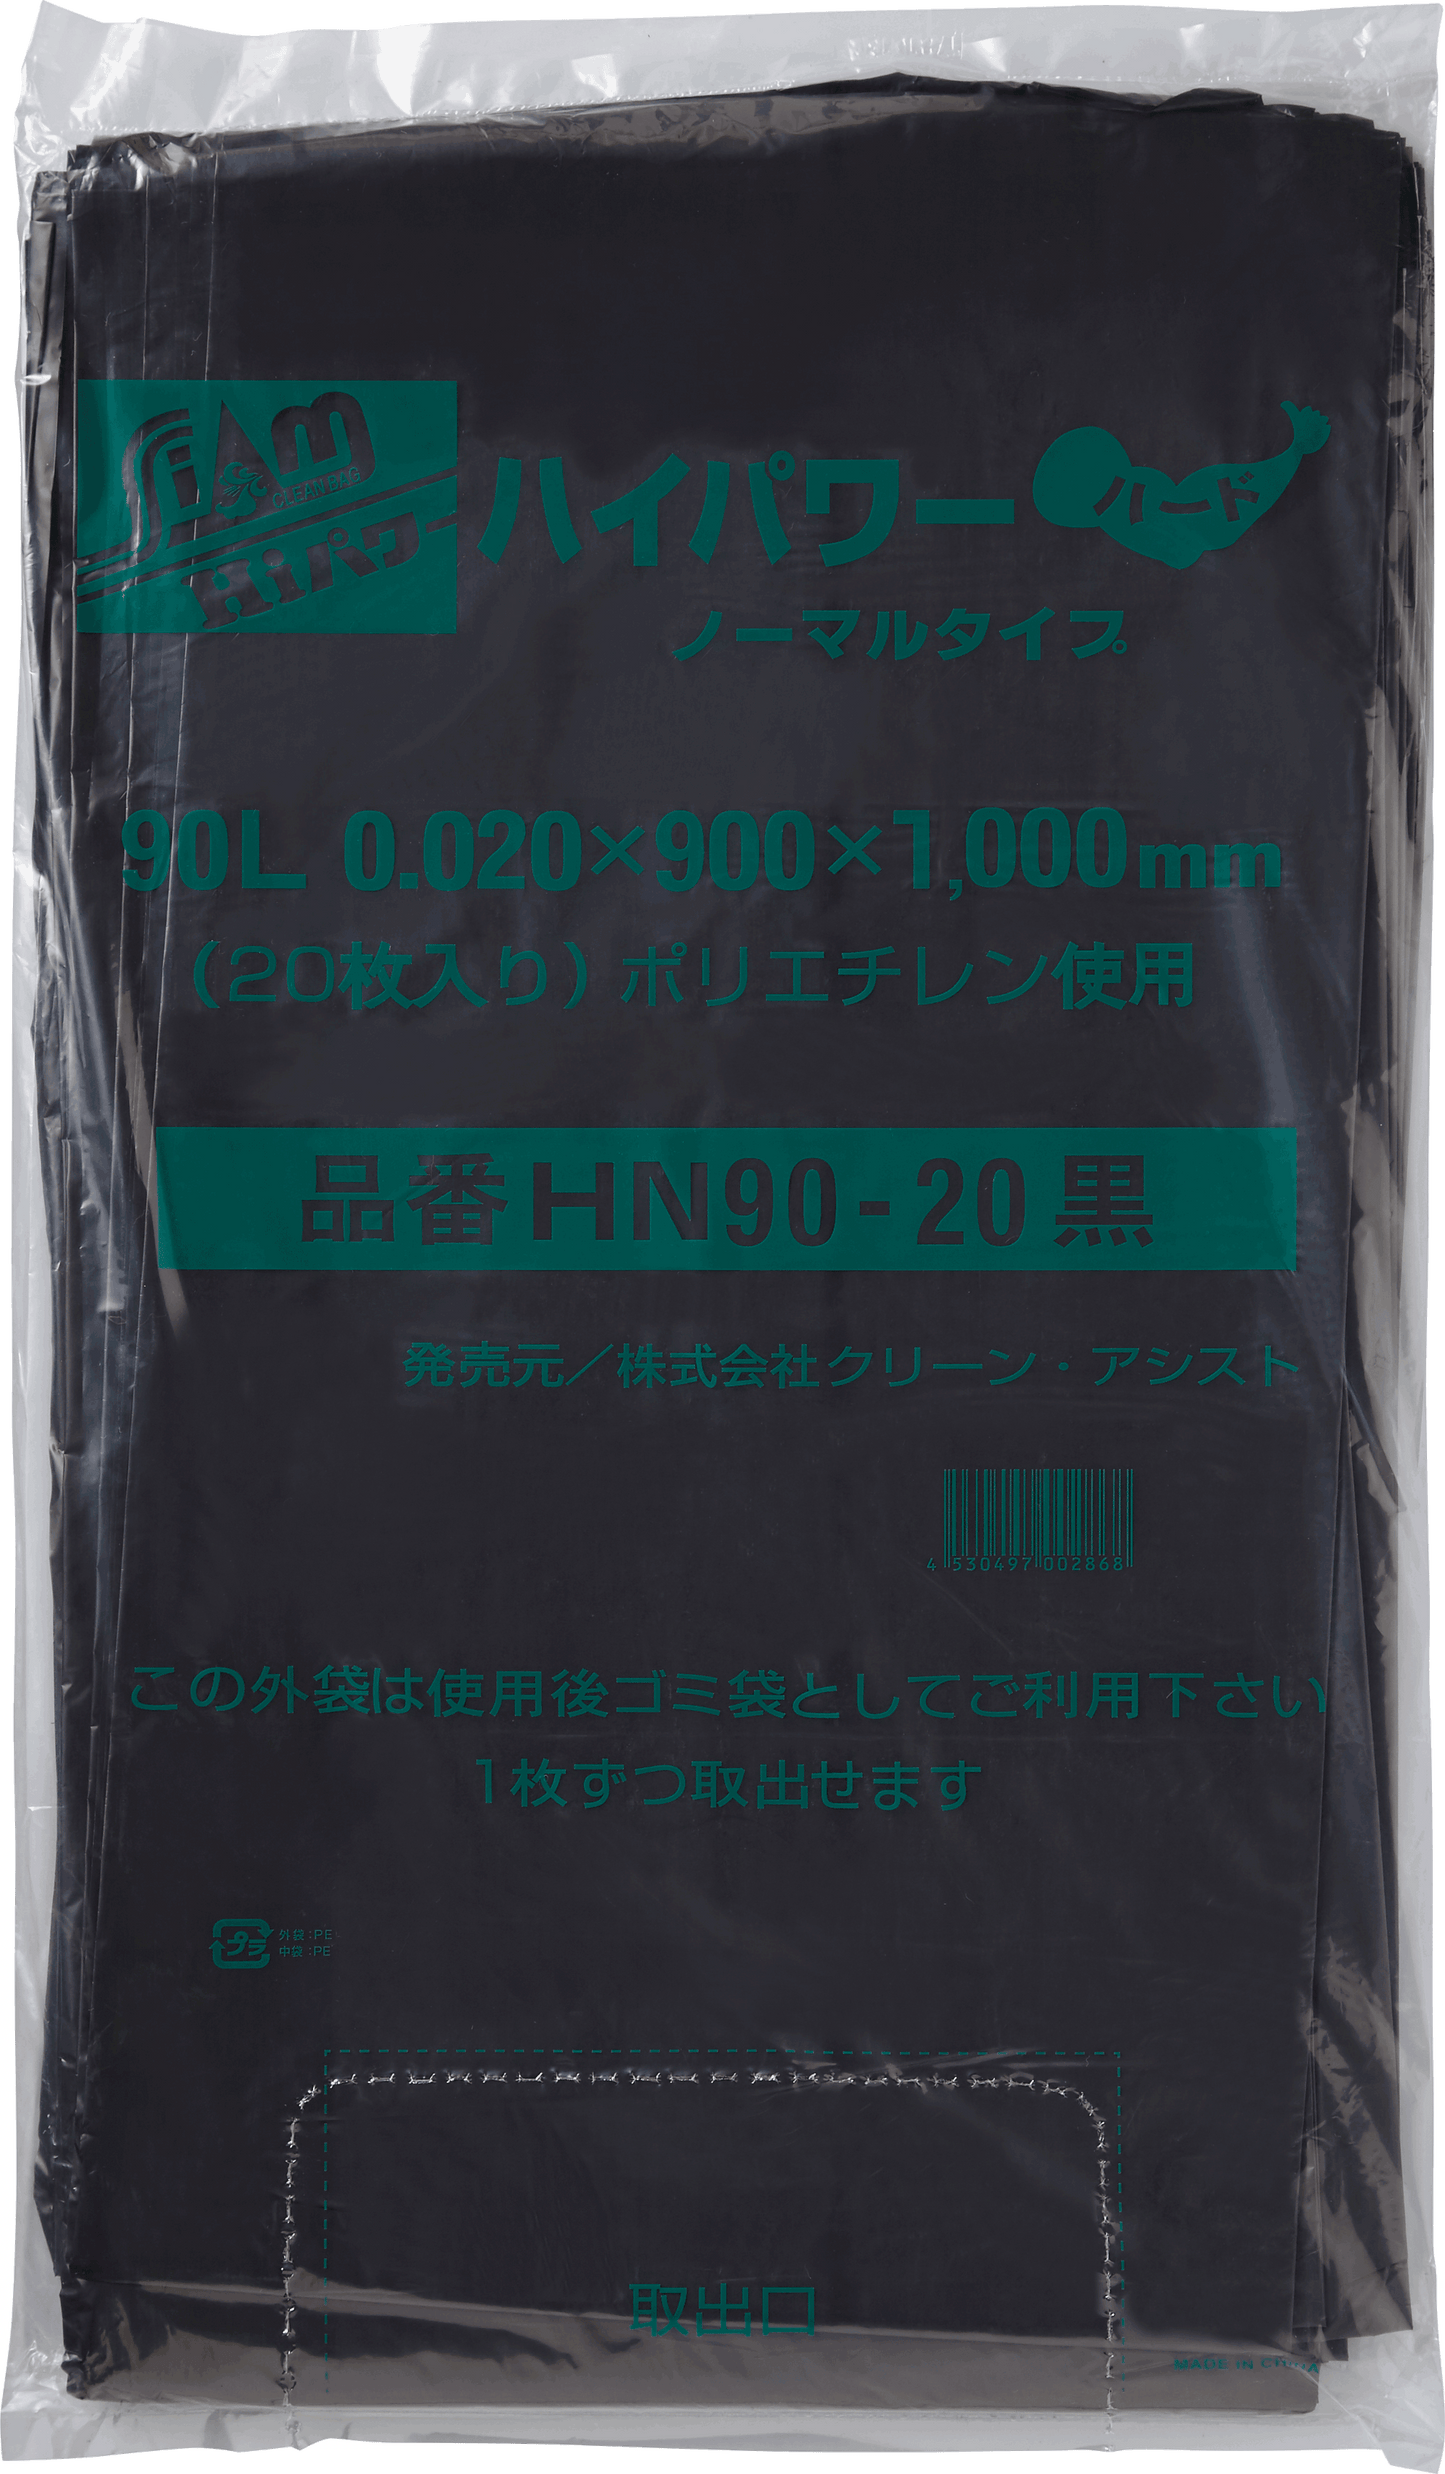 SEAM
CLEAN BAG
Hiパワー
ハイパワー
ハード
ノーマルタイプ
90L 0.020×900×1,000mm
（20枚入り）ポリエチレン使用
品番HN90-20黒
発売元／株式会社クリーン・アシスト
4 530497 002868
この外袋は使用後ゴミ袋としてご利用下さい
1枚ずつ取出せます
プラ
外袋：PE
中袋：PE
取出口
MADE IN CHINA